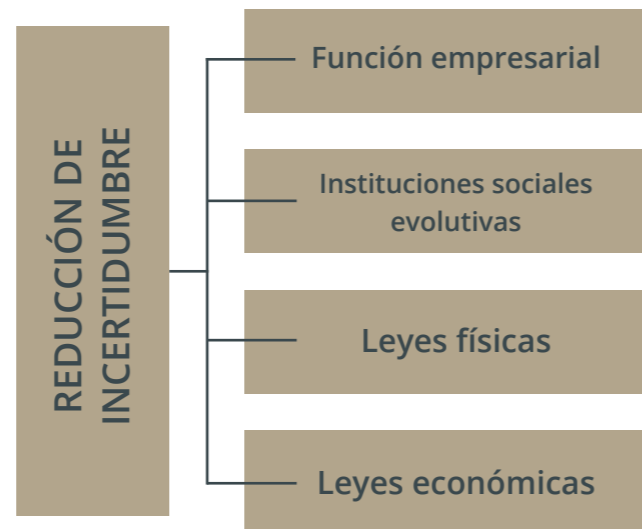 REDUCCIÓN DE
INCERTIDUMBRE
Función empresarial
Instituciones sociales
evolutivas
Leyes físicas
Leyes económicas